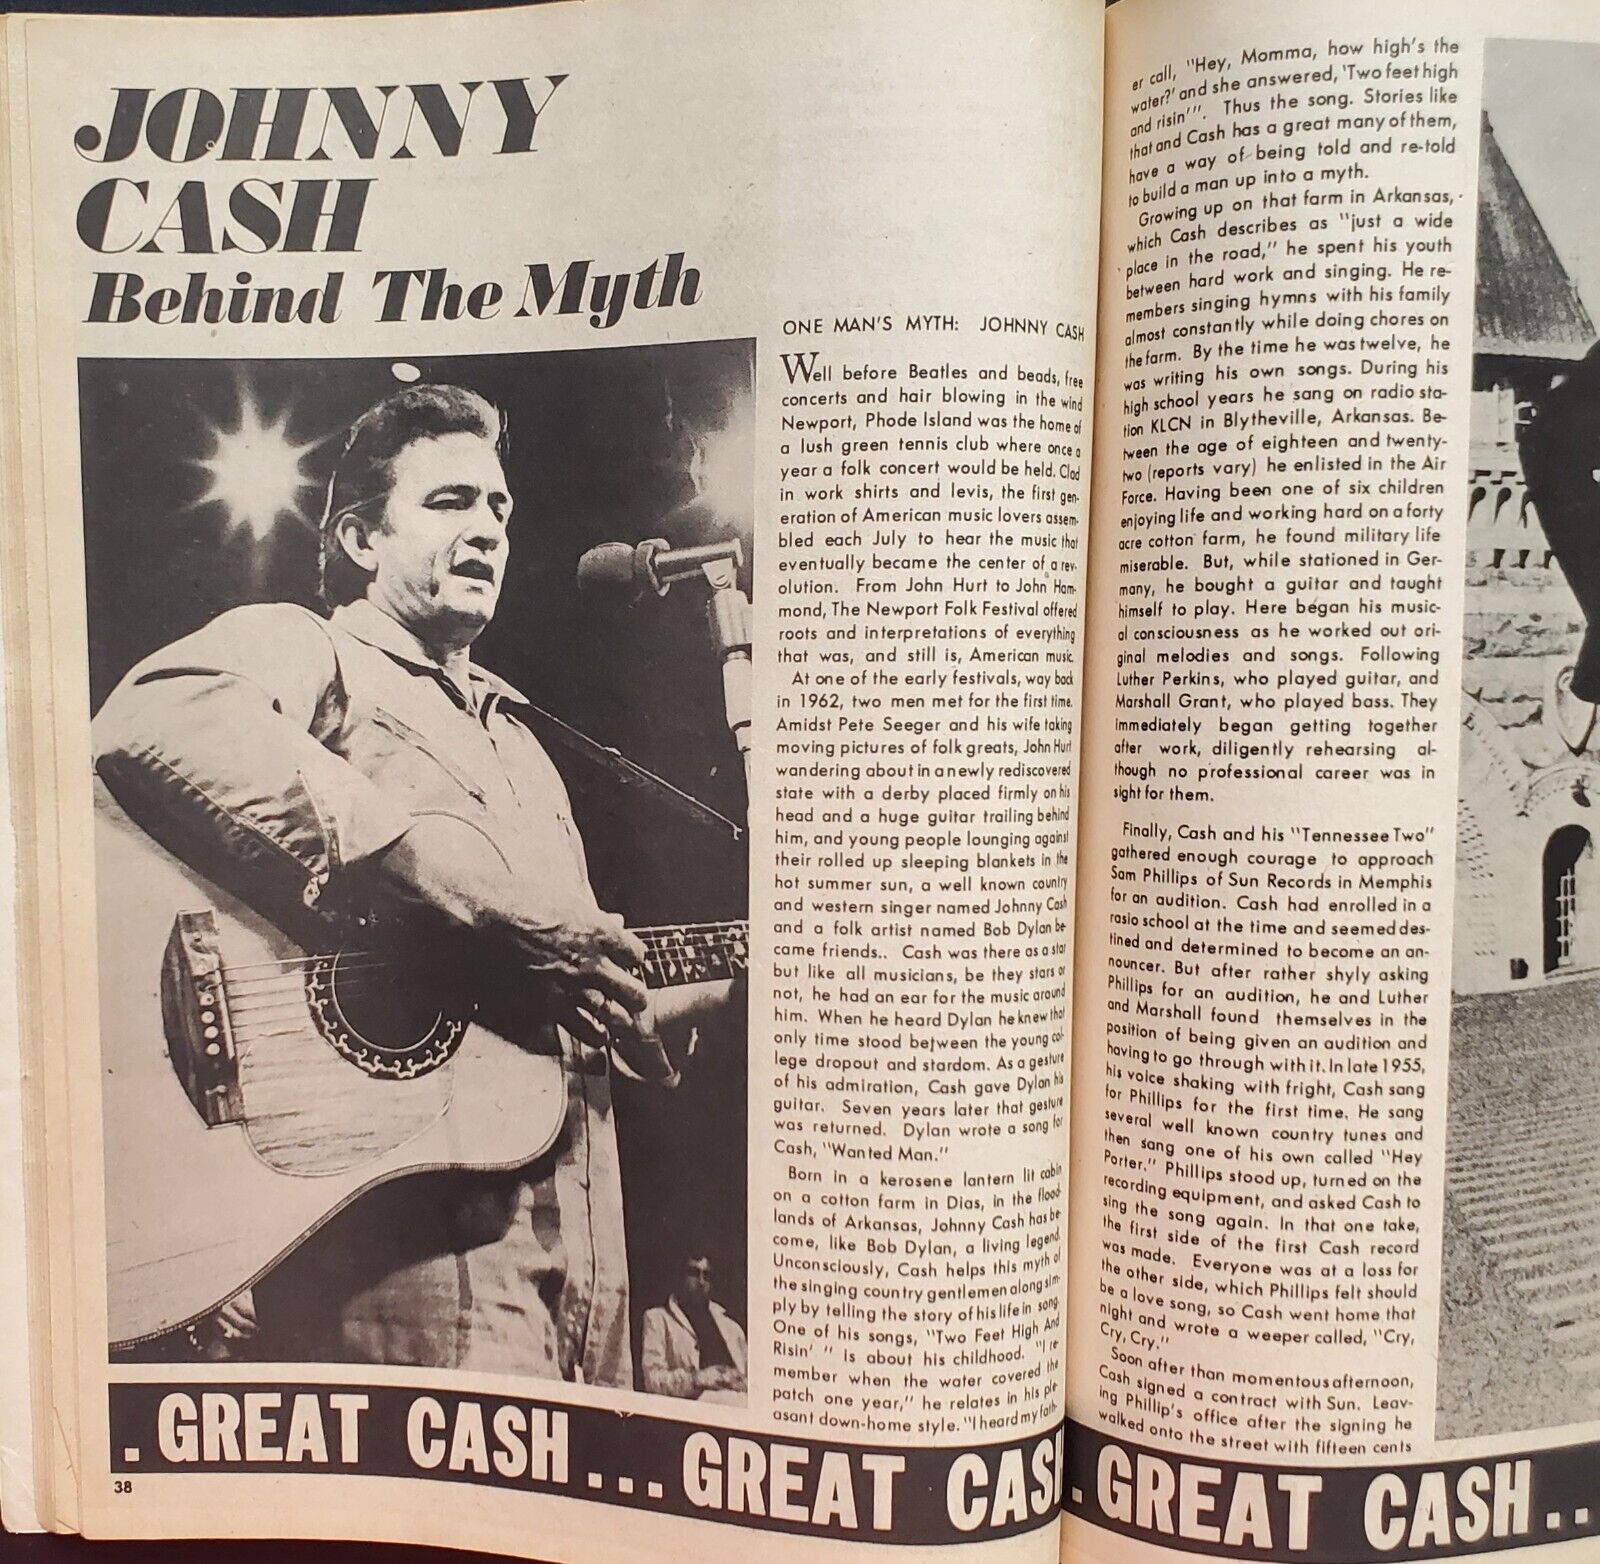 JOHNNY
CASH
Behind The Myth
ONE MAN'S MYTH: JOHNNY CASH
Well before Beatles and beads, free
concerts and hair blowing in the wind
Newport, Phode Island was the home of
a lush green tennis club where once a
year a folk concert would be held. Clad
in work shirts and levis, the first gen-
eration of American music lovers assem-
bled each July to hear the music that
eventually became the center of a rev-
olution. From John Hurt to John Ham-
mond, The Newport Folk Festival offered
roots and interpretations of everything
that was, and still is, American music.
At one of the early festivals, way back
in 1962, two men met for the first time.
Amidst Pete Seeger and his wife taking
moving pictures of folk greats, John Hurt
wandering about in a newly rediscovered
state with a derby placed firmly on his
head and a huge guitar trailing behind
him, and young people lounging against
their rolled up sleeping blankets in the
hot summer sun, a well known country
and western singer named Johnny Cash
and a folk artist named Bob Dylan be-
came friends.. Cash was there as a star
but like all musicians, be they stars or
not, he had an ear for the music around
him. When he heard Dylan he knew that
only time stood between the young col-
lege dropout and stardom. As a gesture
of his admiration, Cash gave Dylan his
guitar. Seven years later that gesture
was returned. Dylan wrote a song for
Cash, "Wanted Man."
Born in a kerosene lantern lit cabin
on a cotton farm in Dias, in the flood-
lands of Arkansas, Johnny Cash has be-
come, like Bob Dylan, a living legend.
Unconsciously, Cash helps this myth of
the singing country gentlemen along sim-
ply by telling the story of his life in song.
One of his songs, "Two Feet High And
Risin' " is about his childhood. "I re-
member when the water covered the
patch one year," he relates in his ple-
asant down-home style. "I heard my fath-
. GREAT CASH... GREAT CAS
38
er call, "Hey, Momma, how high's the
water?' and she answered, 'Two feet high
and risin'". Thus the song. Stories like
that and Cash has a great many of them,
have a way of being told and re-told
to build a man up into a myth.
Growing up on that farm in Arkansas,
which Cash describes as "just a wide
place in the road," he spent his youth
between hard work and singing. He re-
members singing hymns with his family
almost constantly while doing chores on
the farm. By the time he was twelve, he
was writing his own songs. During his
high school years he sang on radio sta-
tion KLCN in Blytheville, Arkansas. Be-
tween the age of eighteen and twenty-
two (reports vary) he enlisted in the Air
Force. Having been one of six children
enjoying life and working hard on a forty
acre cotton farm, he found military life
miserable. But, while stationed in Ger-
many, he bought a guitar and taught
himself to play. Here began his music-
al consciousness as he worked out ori-
ginal melodies and songs. Following
Luther Perkins, who played guitar, and
Marshall Grant, who played bass. They
immediately began getting together
after work, diligently rehearsing al-
though no professional career was in
sight for them.
Finally, Cash and his "Tennessee Two"
gathered enough courage to approach
Sam Phillips of Sun Records in Memphis
for an audition. Cash had enrolled in a
rasio school at the time and seemed des-
tined and determined to become an an-
nouncer. But after rather shyly asking
Phillips for an audition, he and Luther
and Marshall found themselves in the
position of being given an audition and
having to go through with it. In late 1955,
his voice shaking with fright, Cash sang
for Phillips for the first time. He sang
several well known country tunes and
then sang one of his own called "Hey
Porter." Phillips stood up, turned on the
recording equipment, and asked Cash to
sing the song again. In that one take,
the first side of the first Cash record
was made. Everyone was at a loss for
the other side, which Phillips felt should
be a love song, so Cash went home that
night and wrote a weeper called, "Cry,
Cry, Cry."
Soon after than momentous afternoon,
Cash signed a contract with Sun. Leav-
ing Phillip's office after the signing he
walked onto the street with fifteen cents
. GREAT CASH..